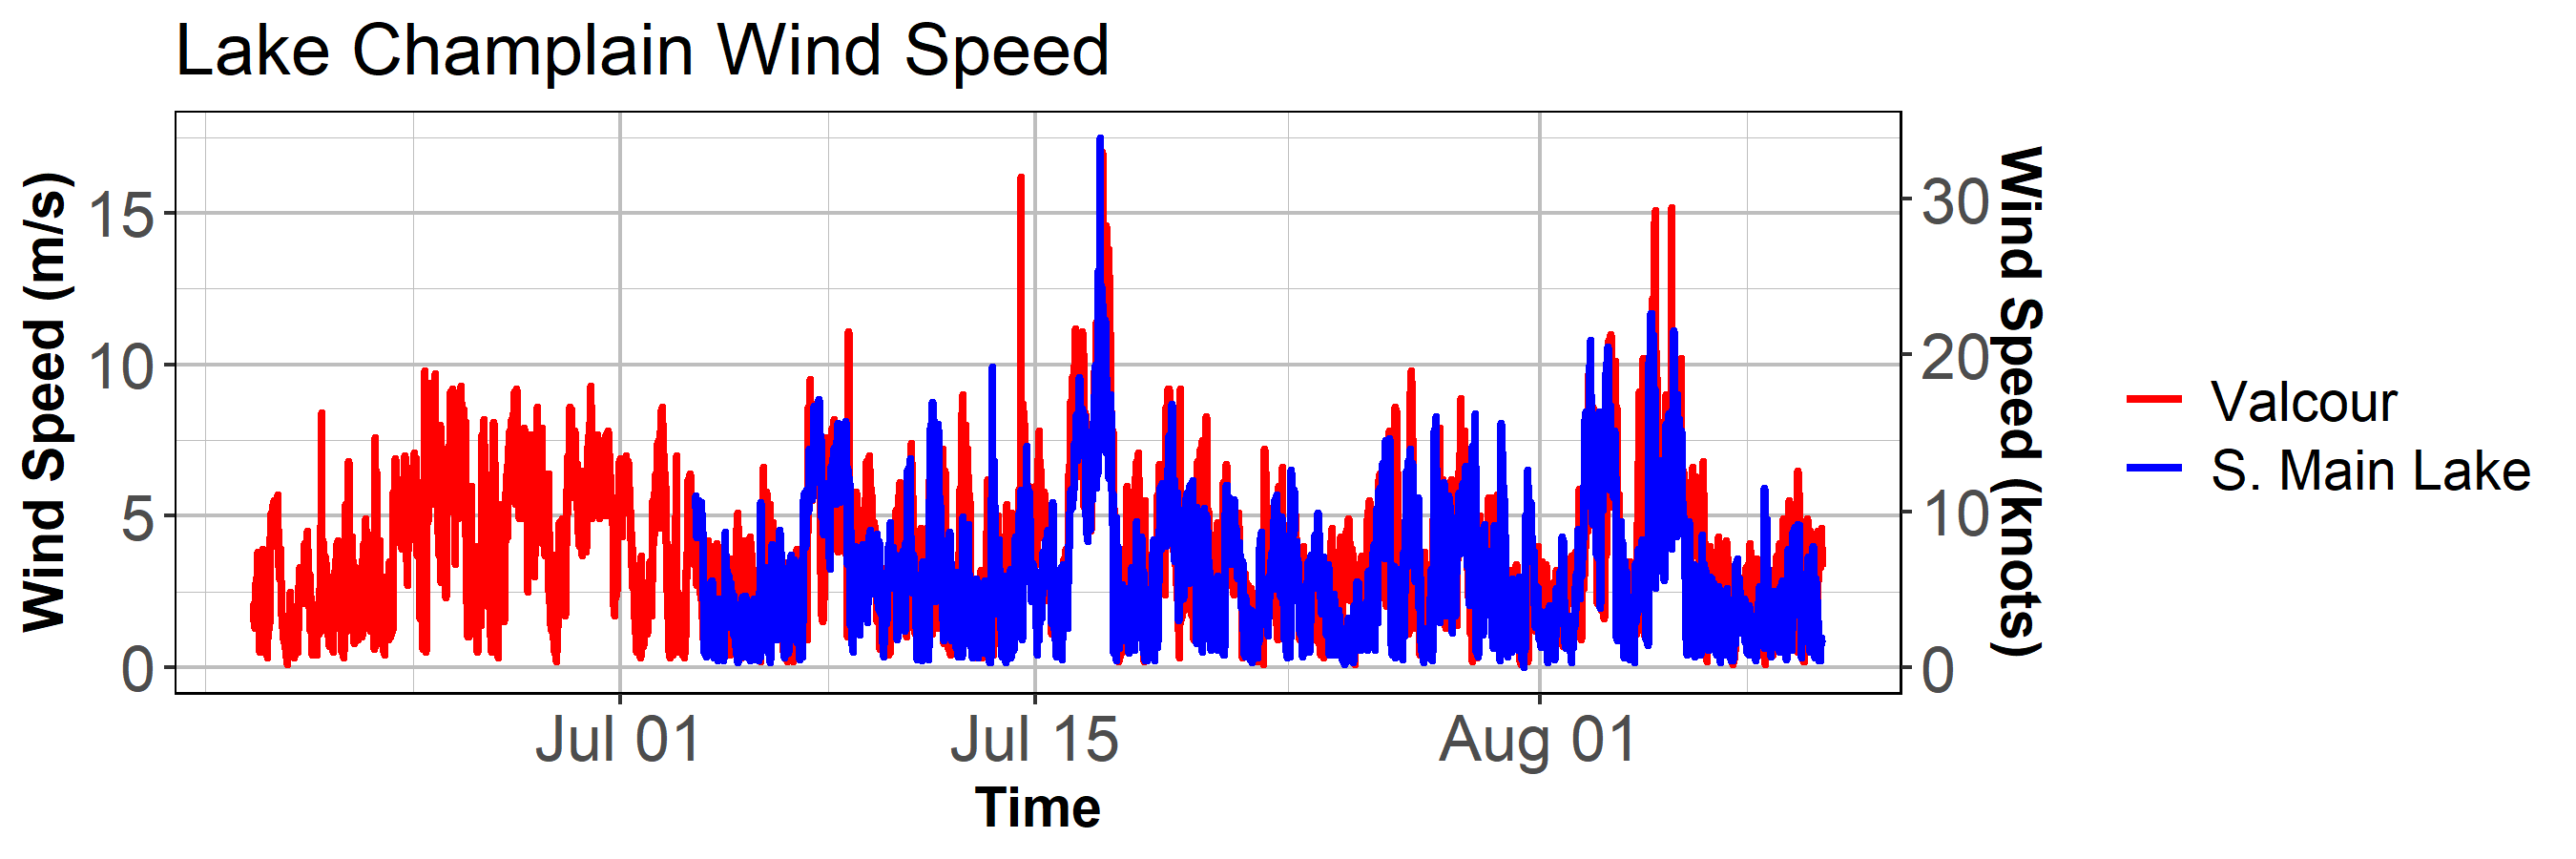 Lake Champlain Wind Speed
Wind Speed (m/s)
15
10
5
0
30
20
10
0
Wind Speed (knots)
Jul 01
Jul 15
Aug 01
Time
Valcour
S. Main Lake